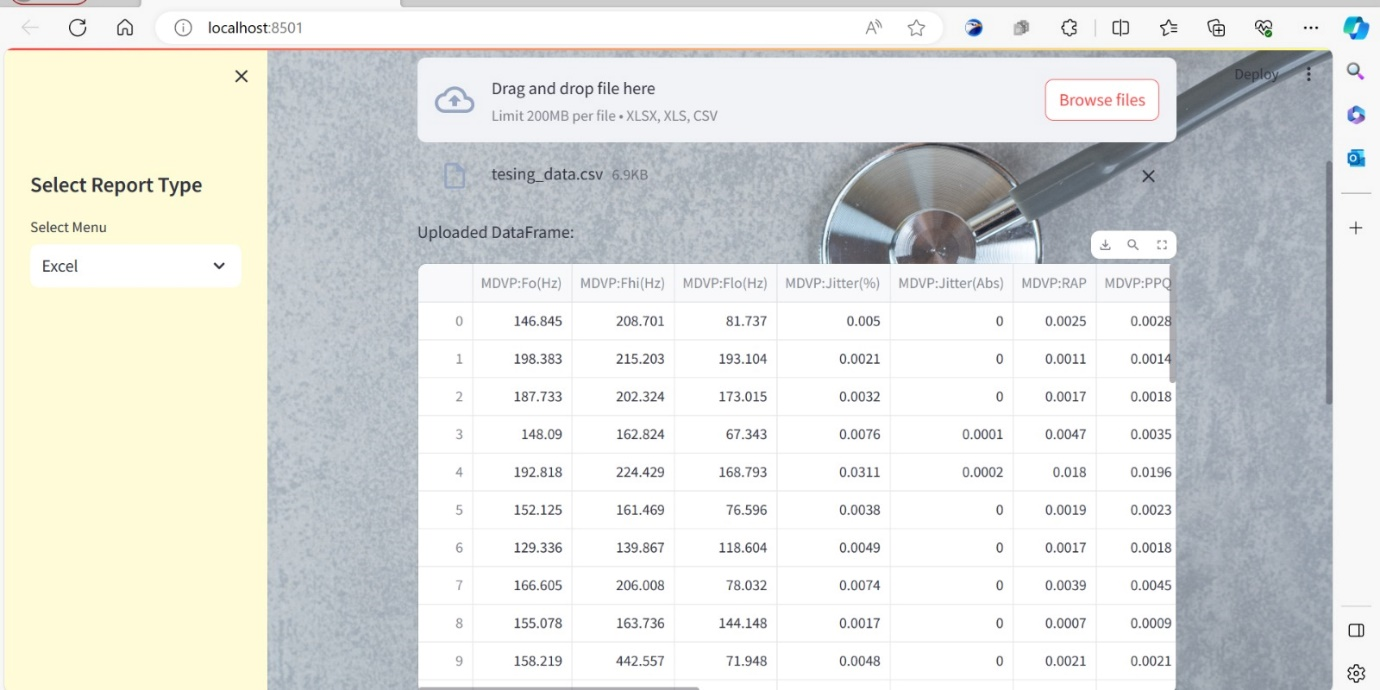 localhost:8501
Deploy
Select Report Type
Select Menu
Excel
Drag and drop file here
Limit 200MB per file • XLSX, XLS, CSV
Browse files
tesing_data.csv 6.9KB
Uploaded DataFrame:
MDVP:Fo(Hz) MDVP:Fhi(Hz) MDVP:Flo(Hz) MDVP:Jitter(%) MDVP:Jitter(Abs) MDVP:RAP MDVP:PPQ
0 146.845 208.701 81.737 0.005 0 0.0025 0.0028
1 198.383 215.203 193.104 0.0021 0 0.0011 0.0014
2 187.733 202.324 173.015 0.0032 0 0.0017 0.0018
3 148.09 162.824 67.343 0.0076 0.0001 0.0047 0.0035
4 192.818 224.429 168.793 0.0311 0.0002 0.018 0.0196
5 152.125 161.469 76.596 0.0038 0 0.0019 0.0023
6 129.336 139.867 118.604 0.0049 0 0.0017 0.0018
7 166.605 206.008 78.032 0.0074 0 0.0039 0.0045
8 155.078 163.736 144.148 0.0017 0 0.0007 0.0009
9 158.219 442.557 71.948 0.0048 0 0.0021 0.0021